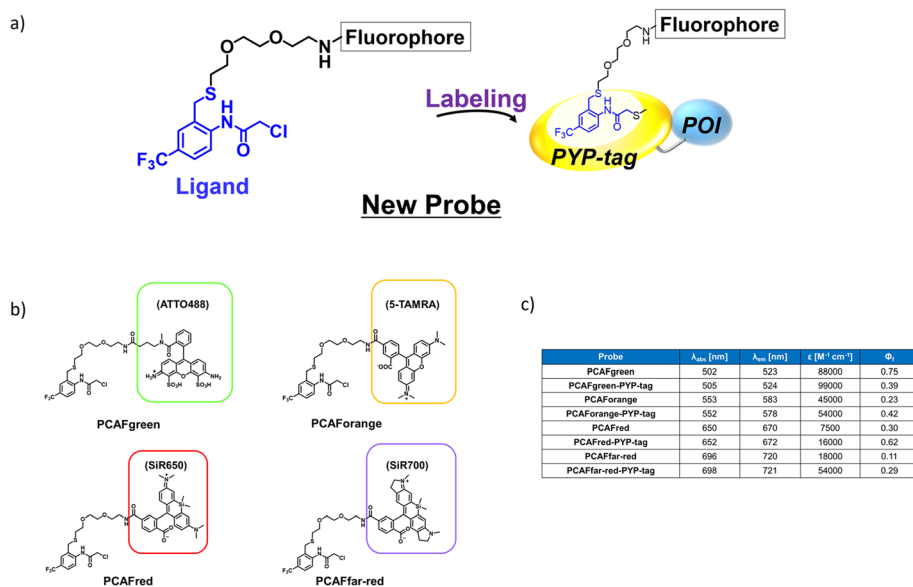 a)
Fluorophore
Fluorophore
Labeling
Ligand
PYP-tag
POI
New Probe
b)
(ATTO488)
PCAFgreen
(5-TAMRA)
PCAForange
(SiR650)
PCAFred
(SiR700)
PCAFfar-red
c)
Probe λabs [nm] λem [nm] ε [M-1 cm-1] Φf
PCAFgreen 502 523 88000 0.75
PCAFgreen-PYP-tag 505 524 99000 0.39
PCAForange 553 583 45000 0.23
PCAForange-PYP-tag 552 578 54000 0.42
PCAFred 650 670 7500 0.30
PCAFred-PYP-tag 652 672 16000 0.62
PCAFfar-red 696 720 18000 0.11
PCAFfar-red-PYP-tag 698 721 54000 0.29